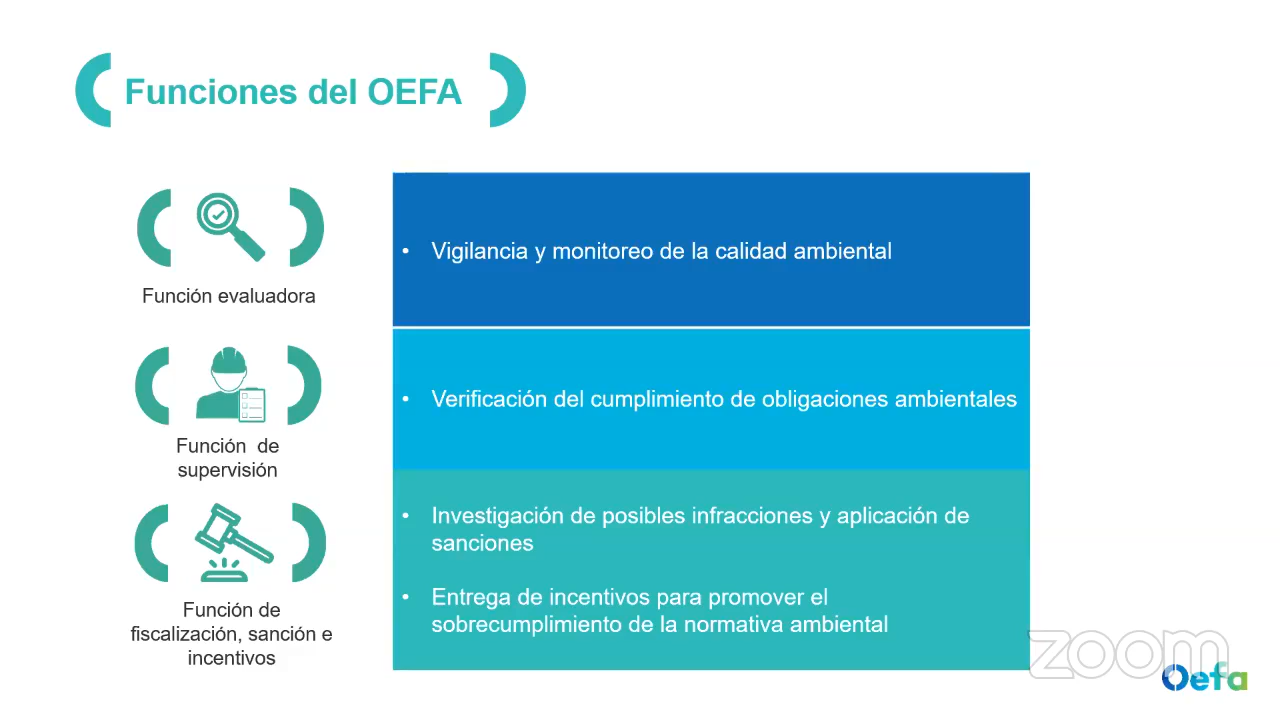 Funciones del OEFA
Función evaluadora
• Vigilancia y monitoreo de la calidad ambiental
Función de
supervisión
• Verificación del cumplimiento de obligaciones ambientales
Función de
fiscalización, sanción e
incentivos
• Investigación de posibles infracciones y aplicación de
sanciones
• Entrega de incentivos para promover el
sobrecumplimiento de la normativa ambiental
zoom
Oefa